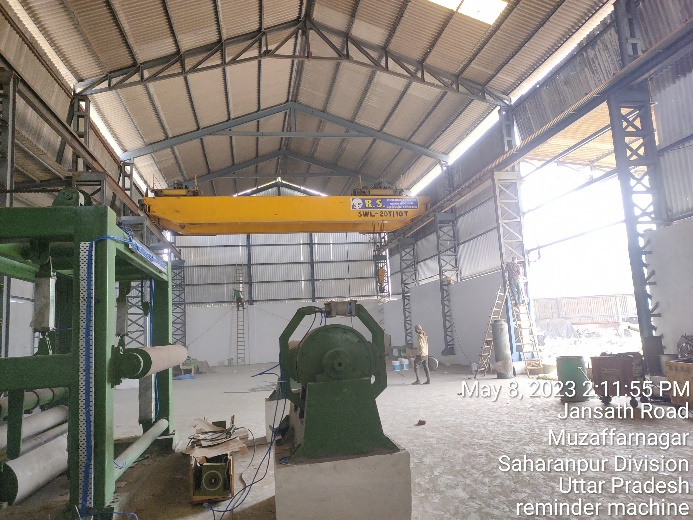 R.S.
SWL-20T/10T
May 8, 2023 2:11:55 PM
Jansath Road
Muzaffarnagar
Saharanpur Division
Uttar Pradesh
reminder machine